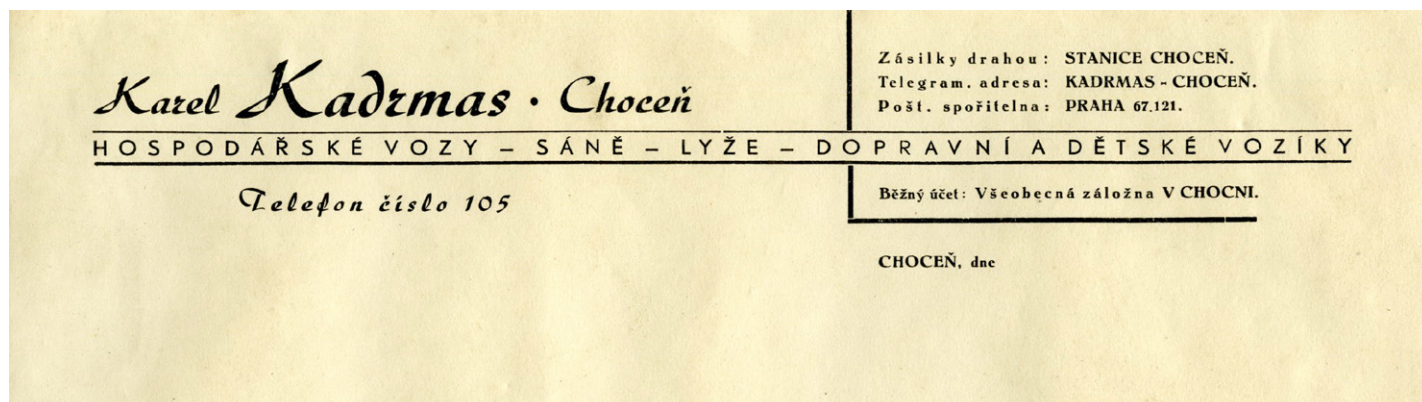 Karel Kadrmas · Choceň
HOSPODÁŘSKÉ VOZY – SÁNĚ – LYŽE – DOPRAVNÍ A DĚTSKÉ VOZÍKY
Telefon číslo 105
Zásilky drahou: STANICE CHOCEŇ.
Telegram. adresa: KADRMAS - CHOCEŇ.
Pošt. spořitelna: PRAHA 67.121.
Běžný účet: Všeobecná záložna V CHOCNI.
CHOCEŇ, dne